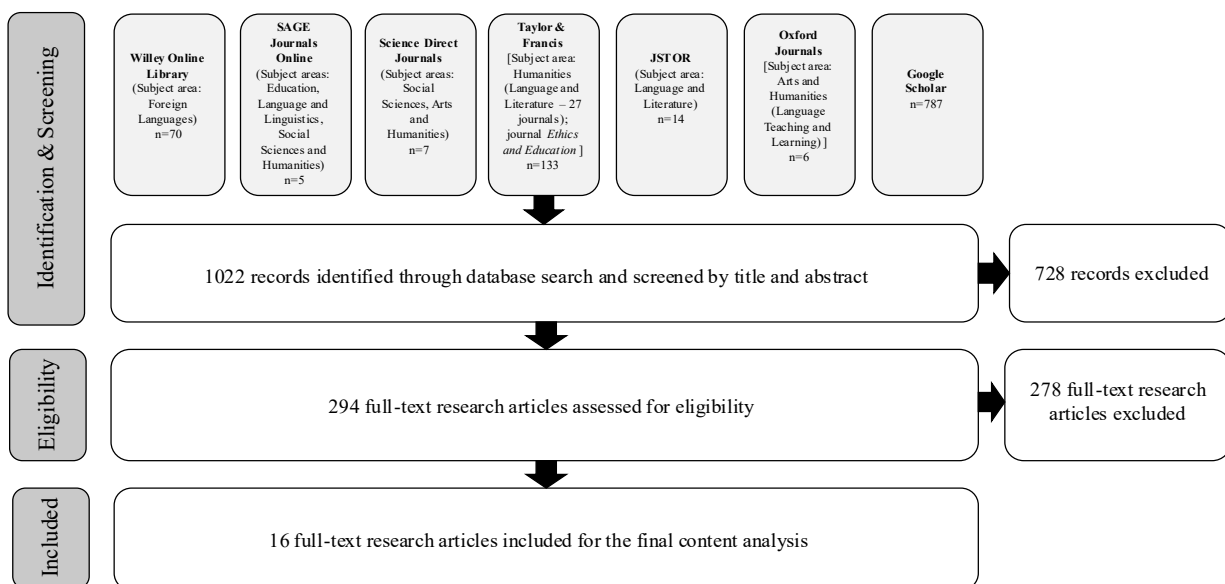 Identification & Screening
Willey Online
Library
(Subject area:
Foreign
Languages)
n=70
SAGE
Journals
Online
(Subject areas:
Education,
Language and
Linguistics,
Social
Sciences and
Humanities)
n=5
Science Direct
Journals
(Subject areas:
Social
Sciences, Arts
and
Humanities)
n=7
Taylor &
Francis
[Subject area:
Humanities
(Language and
Literature – 27
journals);
journal Ethics
and Education ]
n=133
JSTOR
(Subject area:
Language and
Literature)
n=14
Oxford
Journals
[Subject area:
Arts and
Humanities
(Language
Teaching and
Learning) ]
n=6
Google
Scholar
n=787
1022 records identified through database search and screened by title and abstract
728 records excluded
Eligibility
294 full-text research articles assessed for eligibility
278 full-text research
articles excluded
Included
16 full-text research articles included for the final content analysis